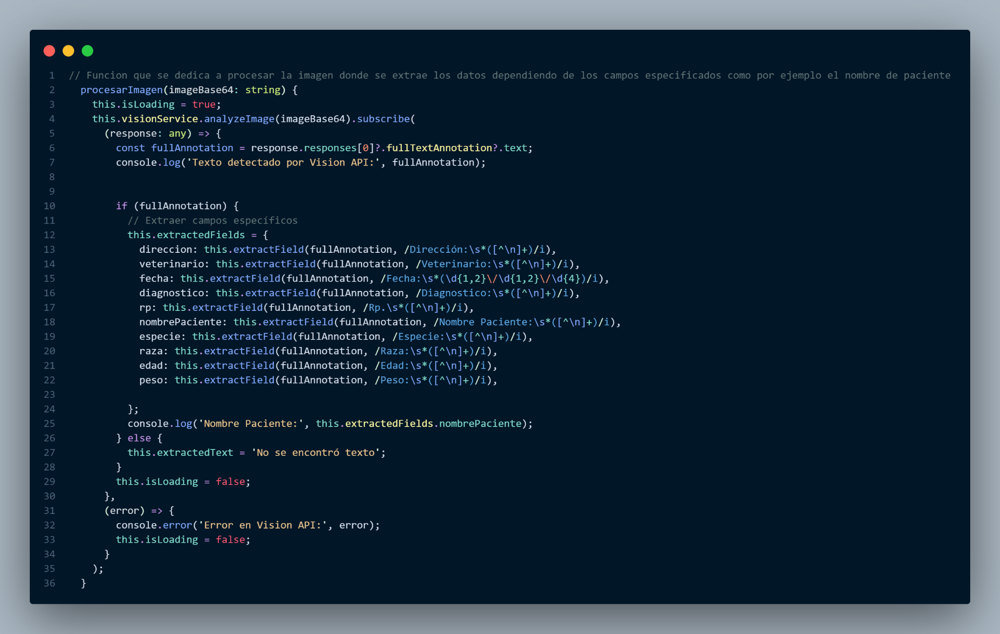 1 // Funcion que se dedica a procesar la imagen donde se extrae los datos dependiendo de los campos especificados como por ejemplo el nombre de paciente
2   procesarImagen(imageBase64: string) {
3     this.isLoading = true;
4     this.visionService.analyzeImage(imageBase64).subscribe(
5       (response: any) => {
6         const fullAnnotation = response.responses[0]?.fullTextAnnotation?.text;
7         console.log('Texto detectado por Vision API:', fullAnnotation);
8
9
10         if (fullAnnotation) {
11           // Extraer campos específicos
12           this.extractedFields = {
13             direccion: this.extractField(fullAnnotation, /Dirección:\s*([^\n]+)/i),
14             veterinario: this.extractField(fullAnnotation, /Veterinario:\s*([^\n]+)/i),
15             fecha: this.extractField(fullAnnotation, /Fecha:\s*(\d{1,2}\/\d{1,2}\/\d{4})/i),
16             diagnostico: this.extractField(fullAnnotation, /Diagnostico:\s*([^\n]+)/i),
17             rp: this.extractField(fullAnnotation, /Rp.\s*([^\n]+)/i),
18             nombrePaciente: this.extractField(fullAnnotation, /Nombre Paciente:\s*([^\n]+)/i),
19             especie: this.extractField(fullAnnotation, /Especie:\s*([^\n]+)/i),
20             raza: this.extractField(fullAnnotation, /Raza:\s*([^\n]+)/i),
21             edad: this.extractField(fullAnnotation, /Edad:\s*([^\n]+)/i),
22             peso: this.extractField(fullAnnotation, /Peso:\s*([^\n]+)/i),
23
24           };
25           console.log('Nombre Paciente:', this.extractedFields.nombrePaciente);
26         } else {
27           this.extractedText = 'No se encontró texto';
28         }
29         this.isLoading = false;
30       },
31       (error) => {
32         console.error('Error en Vision API:', error);
33         this.isLoading = false;
34       }
35     );
36   }